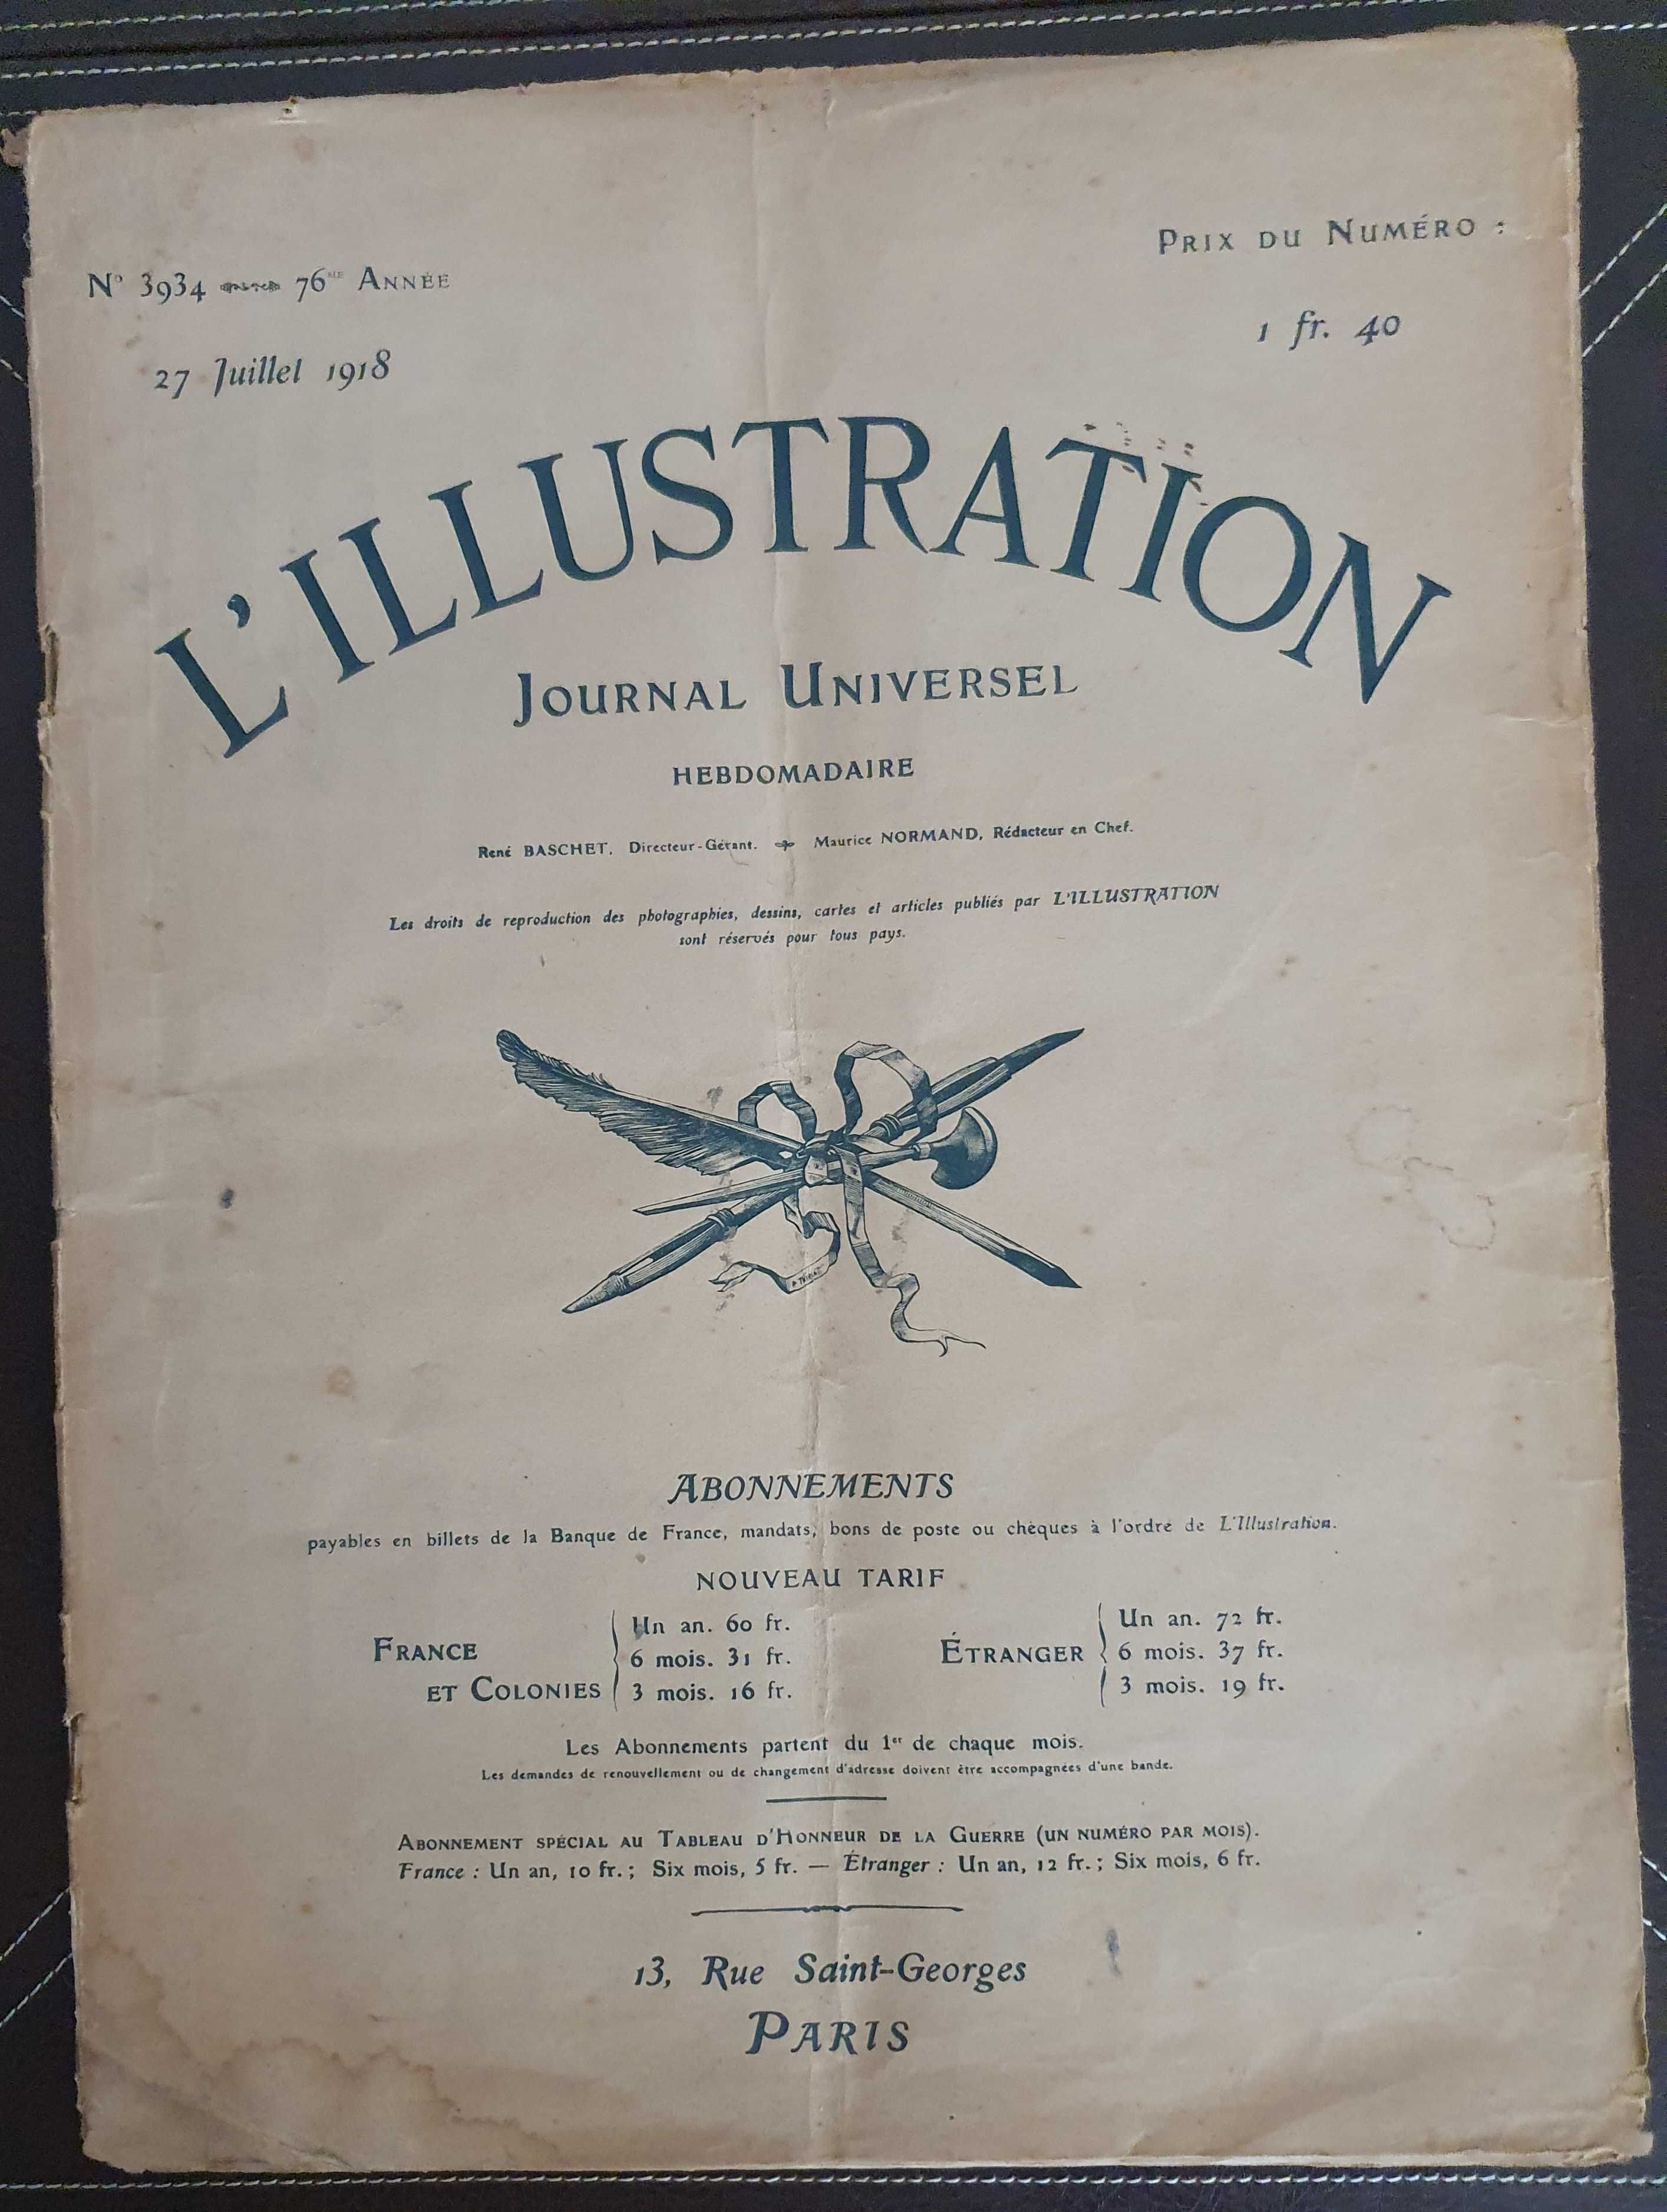 Nº 3934 76ME ANNÉE
27 Juillet 1918
PRIX DU NUMÉRO :
1 fr. 40
L'ILLUSTRATION
JOURNAL UNIVERSEL
HEBDOMADAIRE
René BASCHET, Directeur-Gérant. Maurice NORMAND, Rédacteur en Chef.
Les droits de reproduction des photographies, dessins, cartes et articles publiés par L'ILLUSTRATION
sont réservés pour tous pays.
ABONNEMENTS
payables en billets de la Banque de France, mandats, bons de poste ou chèques à l'ordre de L'Illustration.
NOUVEAU TARIF
FRANCE
ET COLONIES
Un an. 60 fr.
6 mois. 31 fr.
3 mois. 16 fr.
ÉTRANGER
Un an. 72 fr.
6 mois. 37 fr.
3 mois. 19 fr.
Les Abonnements partent du 1er de chaque mois.
Les demandes de renouvellement ou de changement d'adresse doivent être accompagnées d'une bande.
ABONNEMENT SPÉCIAL AU TABLEAU D'HONNEUR DE LA GUERRE (UN NUMÉRO PAR MOIS).
France : Un an, 10 fr. ; Six mois, 5 fr. — Étranger : Un an, 12 fr. ; Six mois, 6 fr.
13, Rue Saint-Georges
PARIS